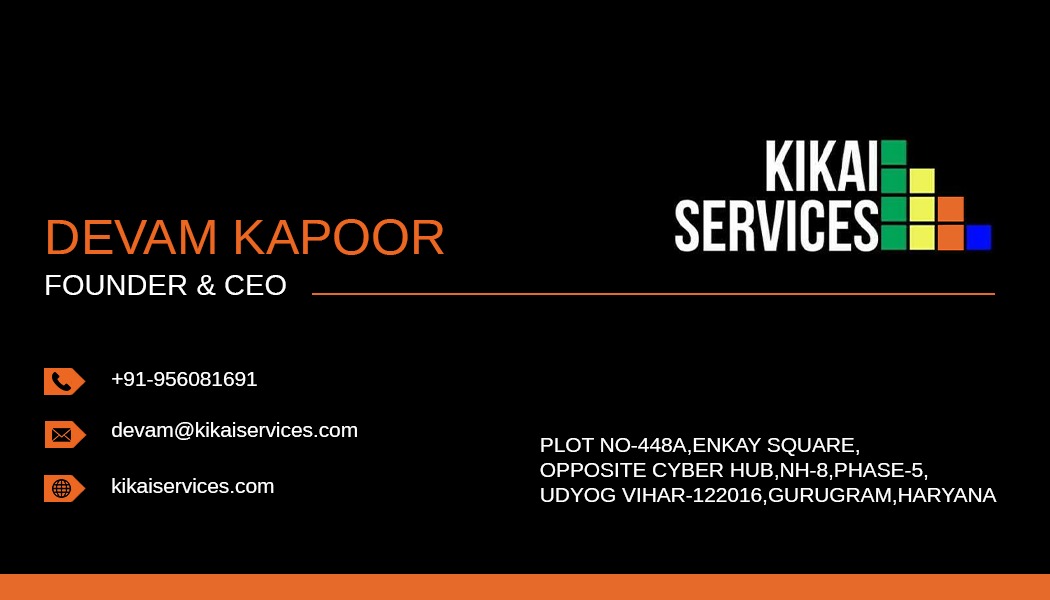 KIKAI
SERVICES
DEVAM KAPOOR
FOUNDER & CEO
+91-956081691
devam@kikaiservices.com
kikaiservices.com
PLOT NO-448A,ENKAY SQUARE,
OPPOSITE CYBER HUB,NH-8,PHASE-5,
UDYOG VIHAR-122016,GURUGRAM,HARYANA